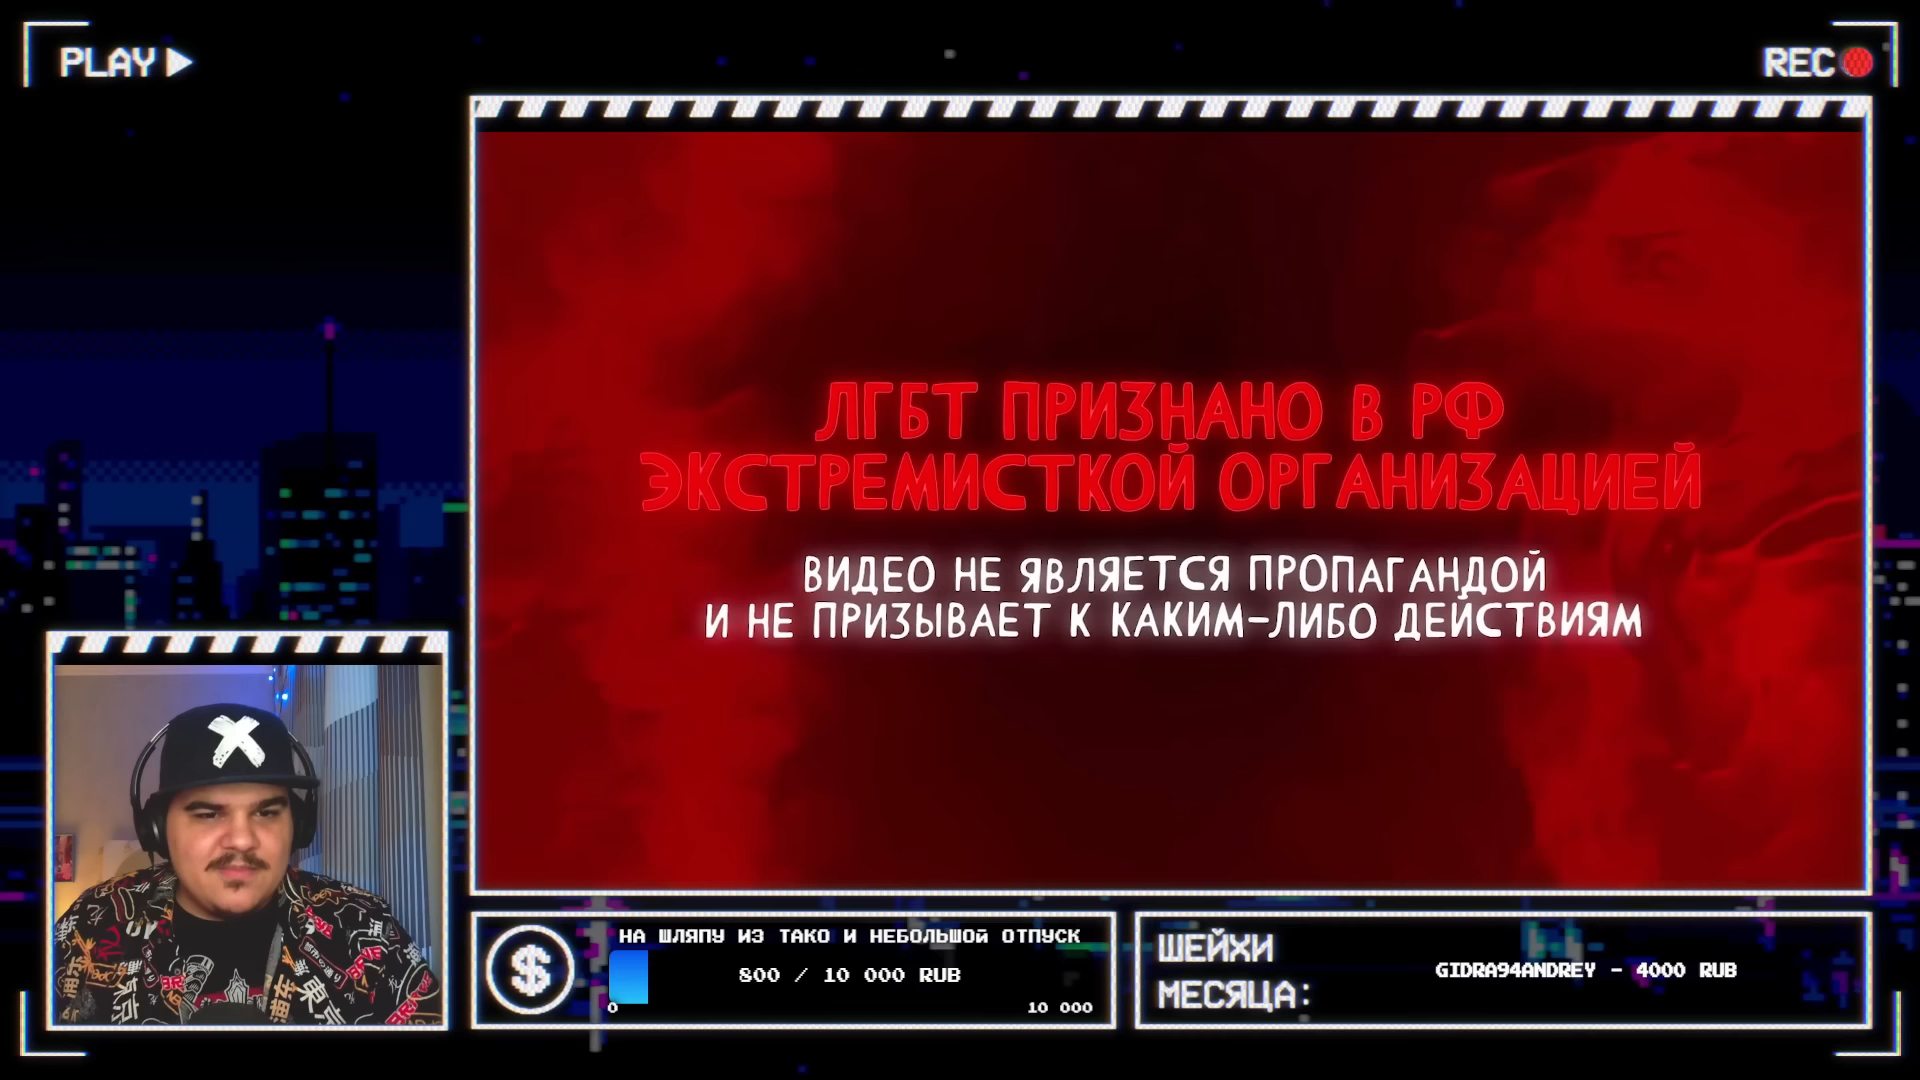 PLAY
REC
ЛГБТ ПРИЗНАНО В РФ
ЭКСТРЕМИСТКОЙ ОРГАНИЗАЦИЕЙ
ВИДЕО НЕ ЯВЛЯЕТСЯ ПРОПАГАНДОЙ
И НЕ ПРИЗЫВАЕТ К КАКИМ-ЛИБО ДЕЙСТВИЯМ
$
НА ШЛЯПУ ИЗ ТАКО И НЕБОЛЬШОЙ ОТПУСК
800 / 10 000 RUB
0
10 000
ШЕЙХИ
МЕСЯЦА:
GIDRA94ANDREY - 4000 RUB